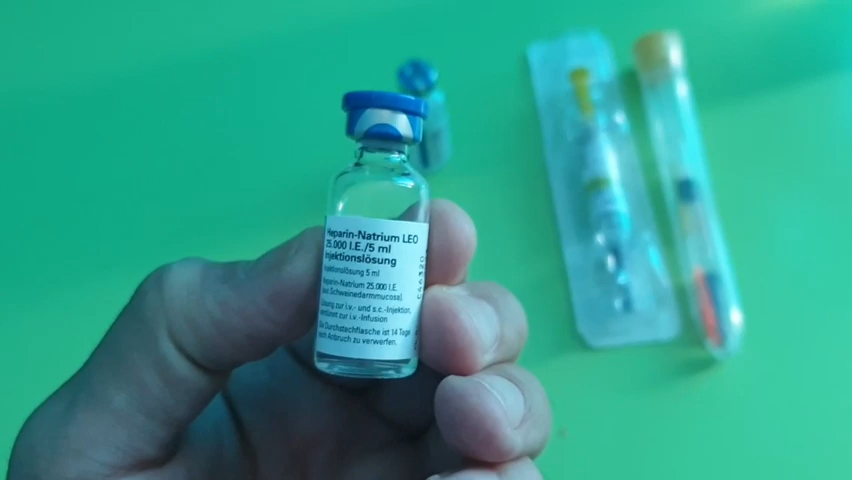 Heparin-Natrium LEO
25.000 I.E./5 ml
Injektionslösung
Injektionslösung 5 ml
Heparin-Natrium 25.000 I.E.
aus Schweinedarmmucosa)
Lösung zur i.v.- und s.c.-Injektion,
verdünnt zur i.v.-Infusion
Die Durchstechflasche ist 14 Tage
nach Anbruch zu verwerfen.